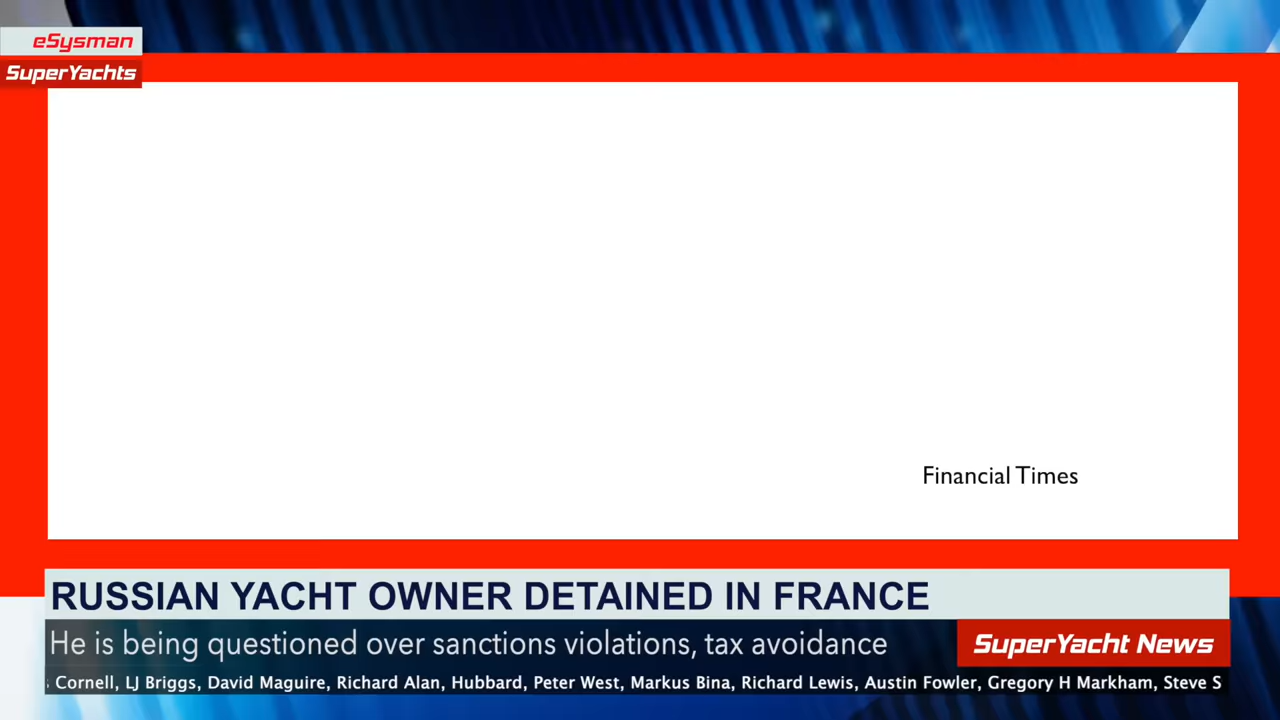 eSysman
SuperYachts
Financial Times
RUSSIAN YACHT OWNER DETAINED IN FRANCE
He is being questioned over sanctions violations, tax avoidance
SuperYacht News
Cornell, LJ Briggs, David Maguire, Richard Alan, Hubbard, Peter West, Markus Bina, Richard Lewis, Austin Fowler, Gregory H Markham, Steve S